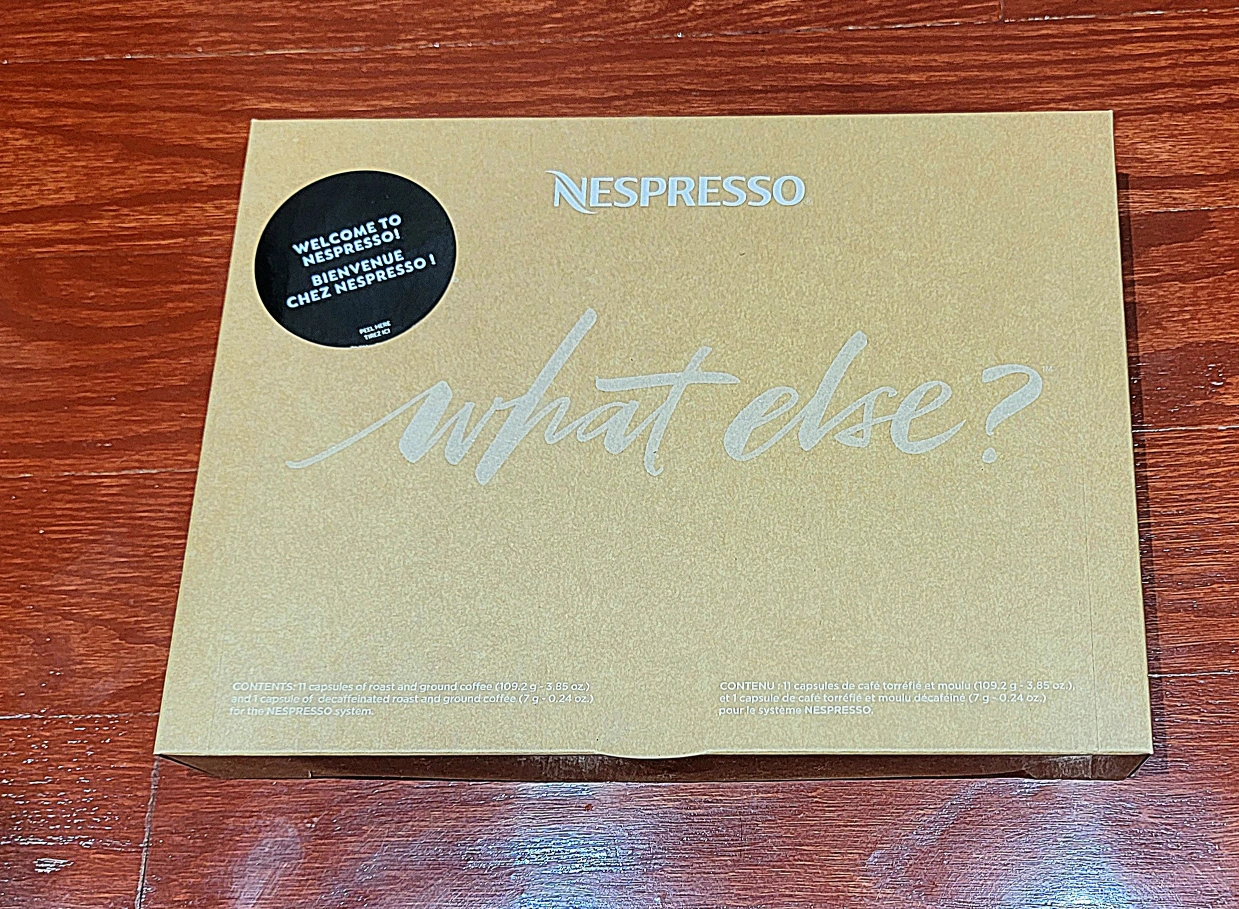 NESPRESSO
WELCOME TO
NESPRESSO!
BIENVENUE
CHEZ NESPRESSO !
PEEL HERE
TIREZ ICI
what else?™
CONTENTS: 11 capsules of roast and ground coffee (109.2 g - 3.85 oz.)
and 1 capsule of decaffeinated roast and ground coffee (7 g - 0.24 oz.)
for the NESPRESSO system.
CONTENU : 11 capsules de café torréfié et moulu (109.2 g - 3.85 oz.),
et 1 capsule de café torréfié et moulu décaféiné (7 g - 0.24 oz.)
pour le système NESPRESSO.